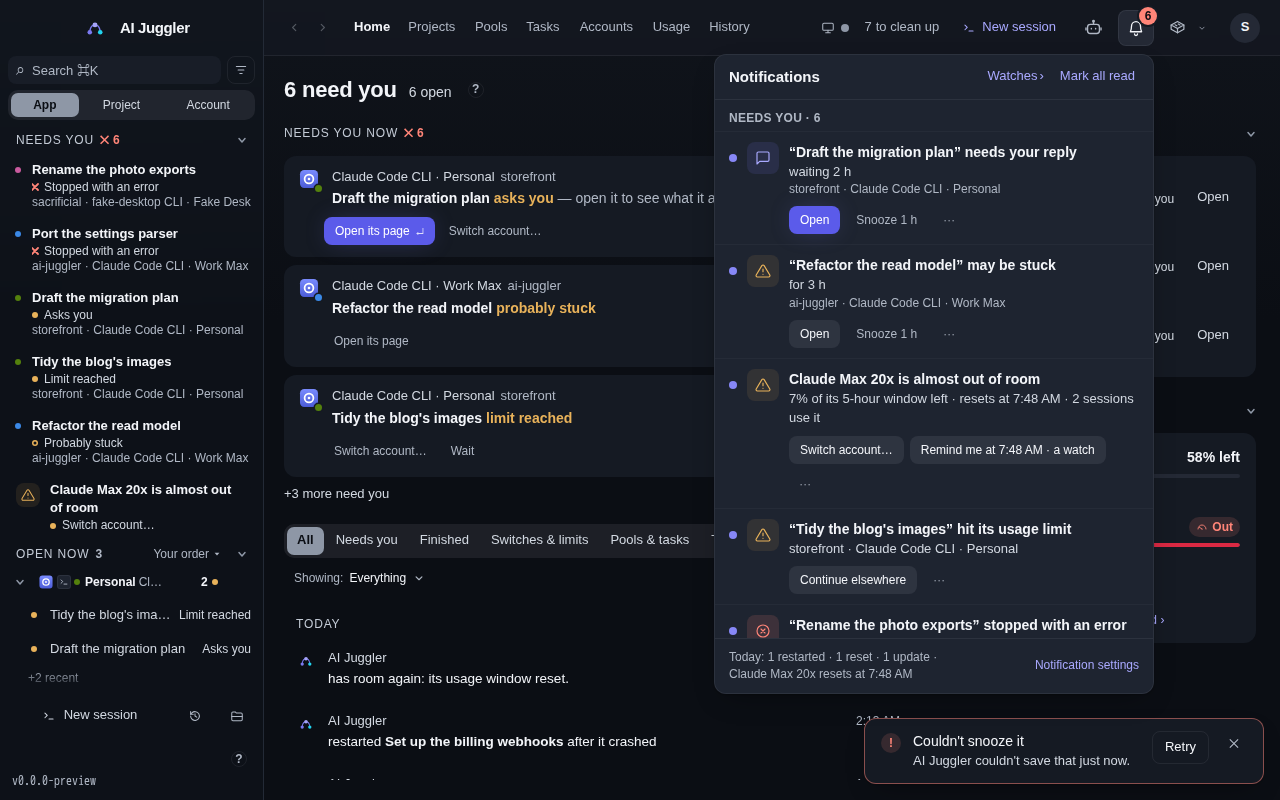 AI Juggler
Search ⌘K
App Project Account
NEEDS YOU 6
Rename the photo exports
Stopped with an error
sacrificial · fake-desktop CLI · Fake Desk
Port the settings parser
Stopped with an error
ai-juggler · Claude Code CLI · Work Max
Draft the migration plan
Asks you
storefront · Claude Code CLI · Personal
Tidy the blog's images
Limit reached
storefront · Claude Code CLI · Personal
Refactor the read model
Probably stuck
ai-juggler · Claude Code CLI · Work Max
Claude Max 20x is almost out
of room
Switch account…
OPEN NOW 3 Your order
Personal Cl… 2
Tidy the blog's ima… Limit reached
Draft the migration plan Asks you
+2 recent
New session
?
v0.0.0-preview
Home Projects Pools Tasks Accounts Usage History
7 to clean up New session 6 S
6 need you 6 open ?
NEEDS YOU NOW 6
Claude Code CLI · Personal storefront
Draft the migration plan asks you — open it to see what it a
Open its page Switch account…
Claude Code CLI · Work Max ai-juggler
Refactor the read model probably stuck
Open its page
Claude Code CLI · Personal storefront
Tidy the blog's images limit reached
Switch account… Wait
+3 more need you
All Needs you Finished Switches & limits Pools & tasks
Showing: Everything
TODAY
AI Juggler
has room again: its usage window reset.
AI Juggler
restarted Set up the billing webhooks after it crashed
you Open
you Open
you Open
58% left
Out
Notifications Watches › Mark all read
NEEDS YOU · 6
“Draft the migration plan” needs your reply
waiting 2 h
storefront · Claude Code CLI · Personal
Open Snooze 1 h …
“Refactor the read model” may be stuck
for 3 h
ai-juggler · Claude Code CLI · Work Max
Open Snooze 1 h …
Claude Max 20x is almost out of room
7% of its 5-hour window left · resets at 7:48 AM · 2 sessions
use it
Switch account… Remind me at 7:48 AM · a watch
…
“Tidy the blog's images” hit its usage limit
storefront · Claude Code CLI · Personal
Continue elsewhere …
“Rename the photo exports” stopped with an error
Today: 1 restarted · 1 reset · 1 update ·
Claude Max 20x resets at 7:48 AM
Notification settings
Couldn't snooze it
AI Juggler couldn't save that just now.
Retry